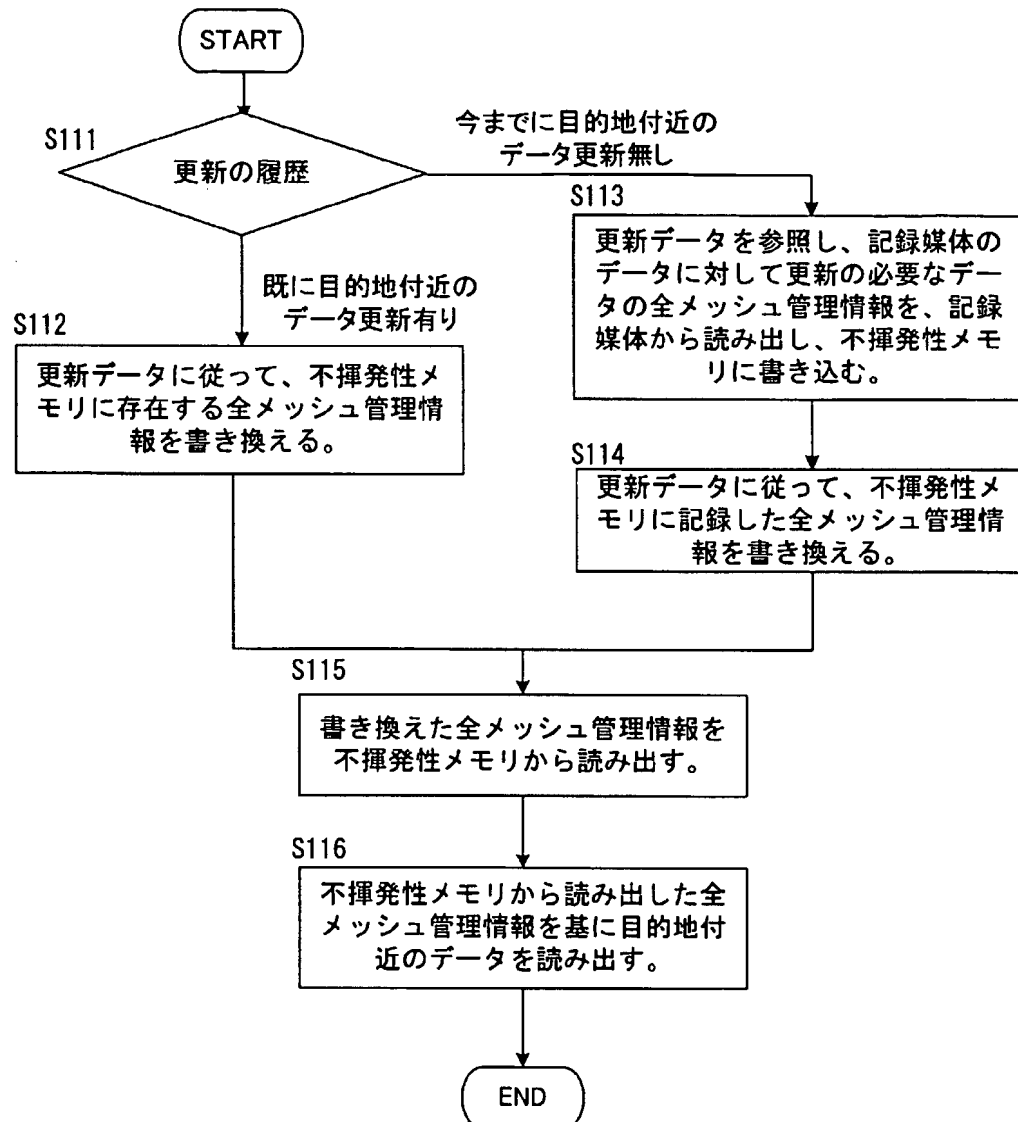 START
S111
更新の履歴
今までに目的地付近の
データ更新無し
既に目的地付近の
データ更新有り
S112
更新データに従って、不揮発性メ
モリに存在する全メッシュ管理情
報を書き換える。
S113
更新データを参照し、記録媒体の
データに対して更新の必要なデー
タの全メッシュ管理情報を、記録
媒体から読み出し、不揮発性メモ
リに書き込む。
S114
更新データに従って、不揮発性メ
モリに記録した全メッシュ管理情
報を書き換える。
S115
書き換えた全メッシュ管理情報を
不揮発性メモリから読み出す。
S116
不揮発性メモリから読み出した全
メッシュ管理情報を基に目的地付
近のデータを読み出す。
END